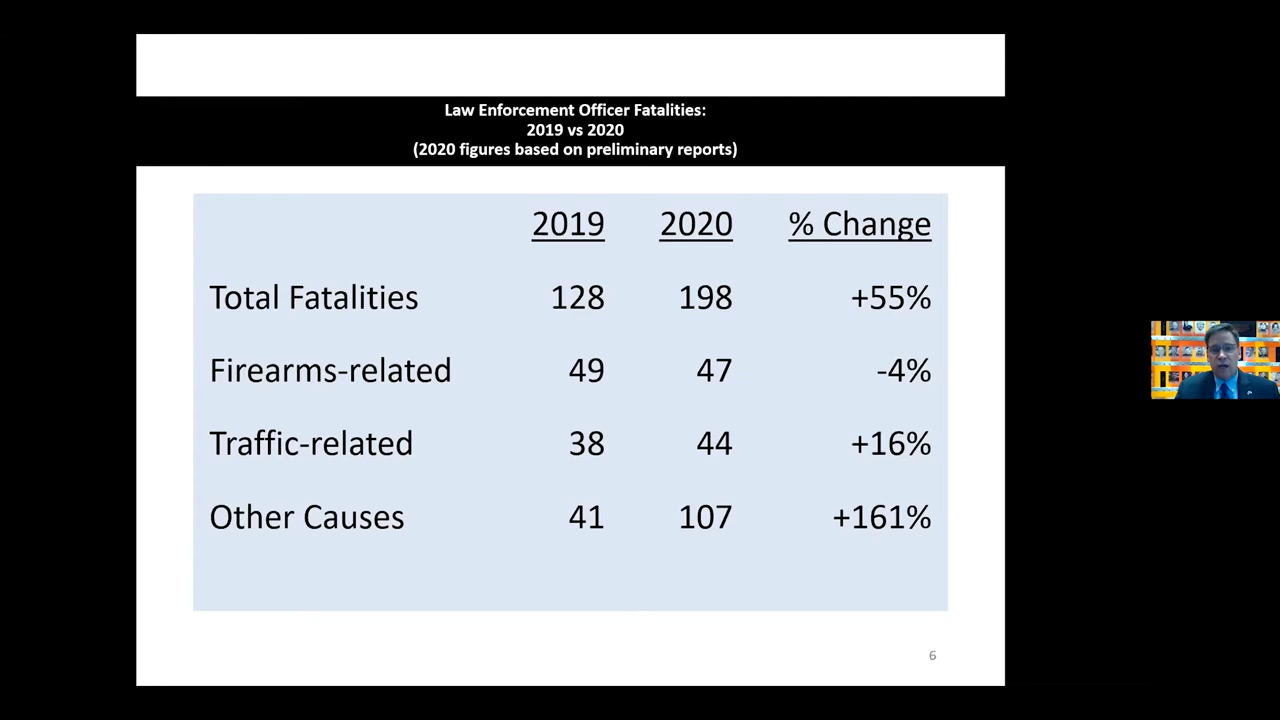 Law Enforcement Officer Fatalities:
2019 vs 2020
(2020 figures based on preliminary reports)
2019 2020 % Change
Total Fatalities 128 198 +55%
Firearms-related 49 47 -4%
Traffic-related 38 44 +16%
Other Causes 41 107 +161%
6